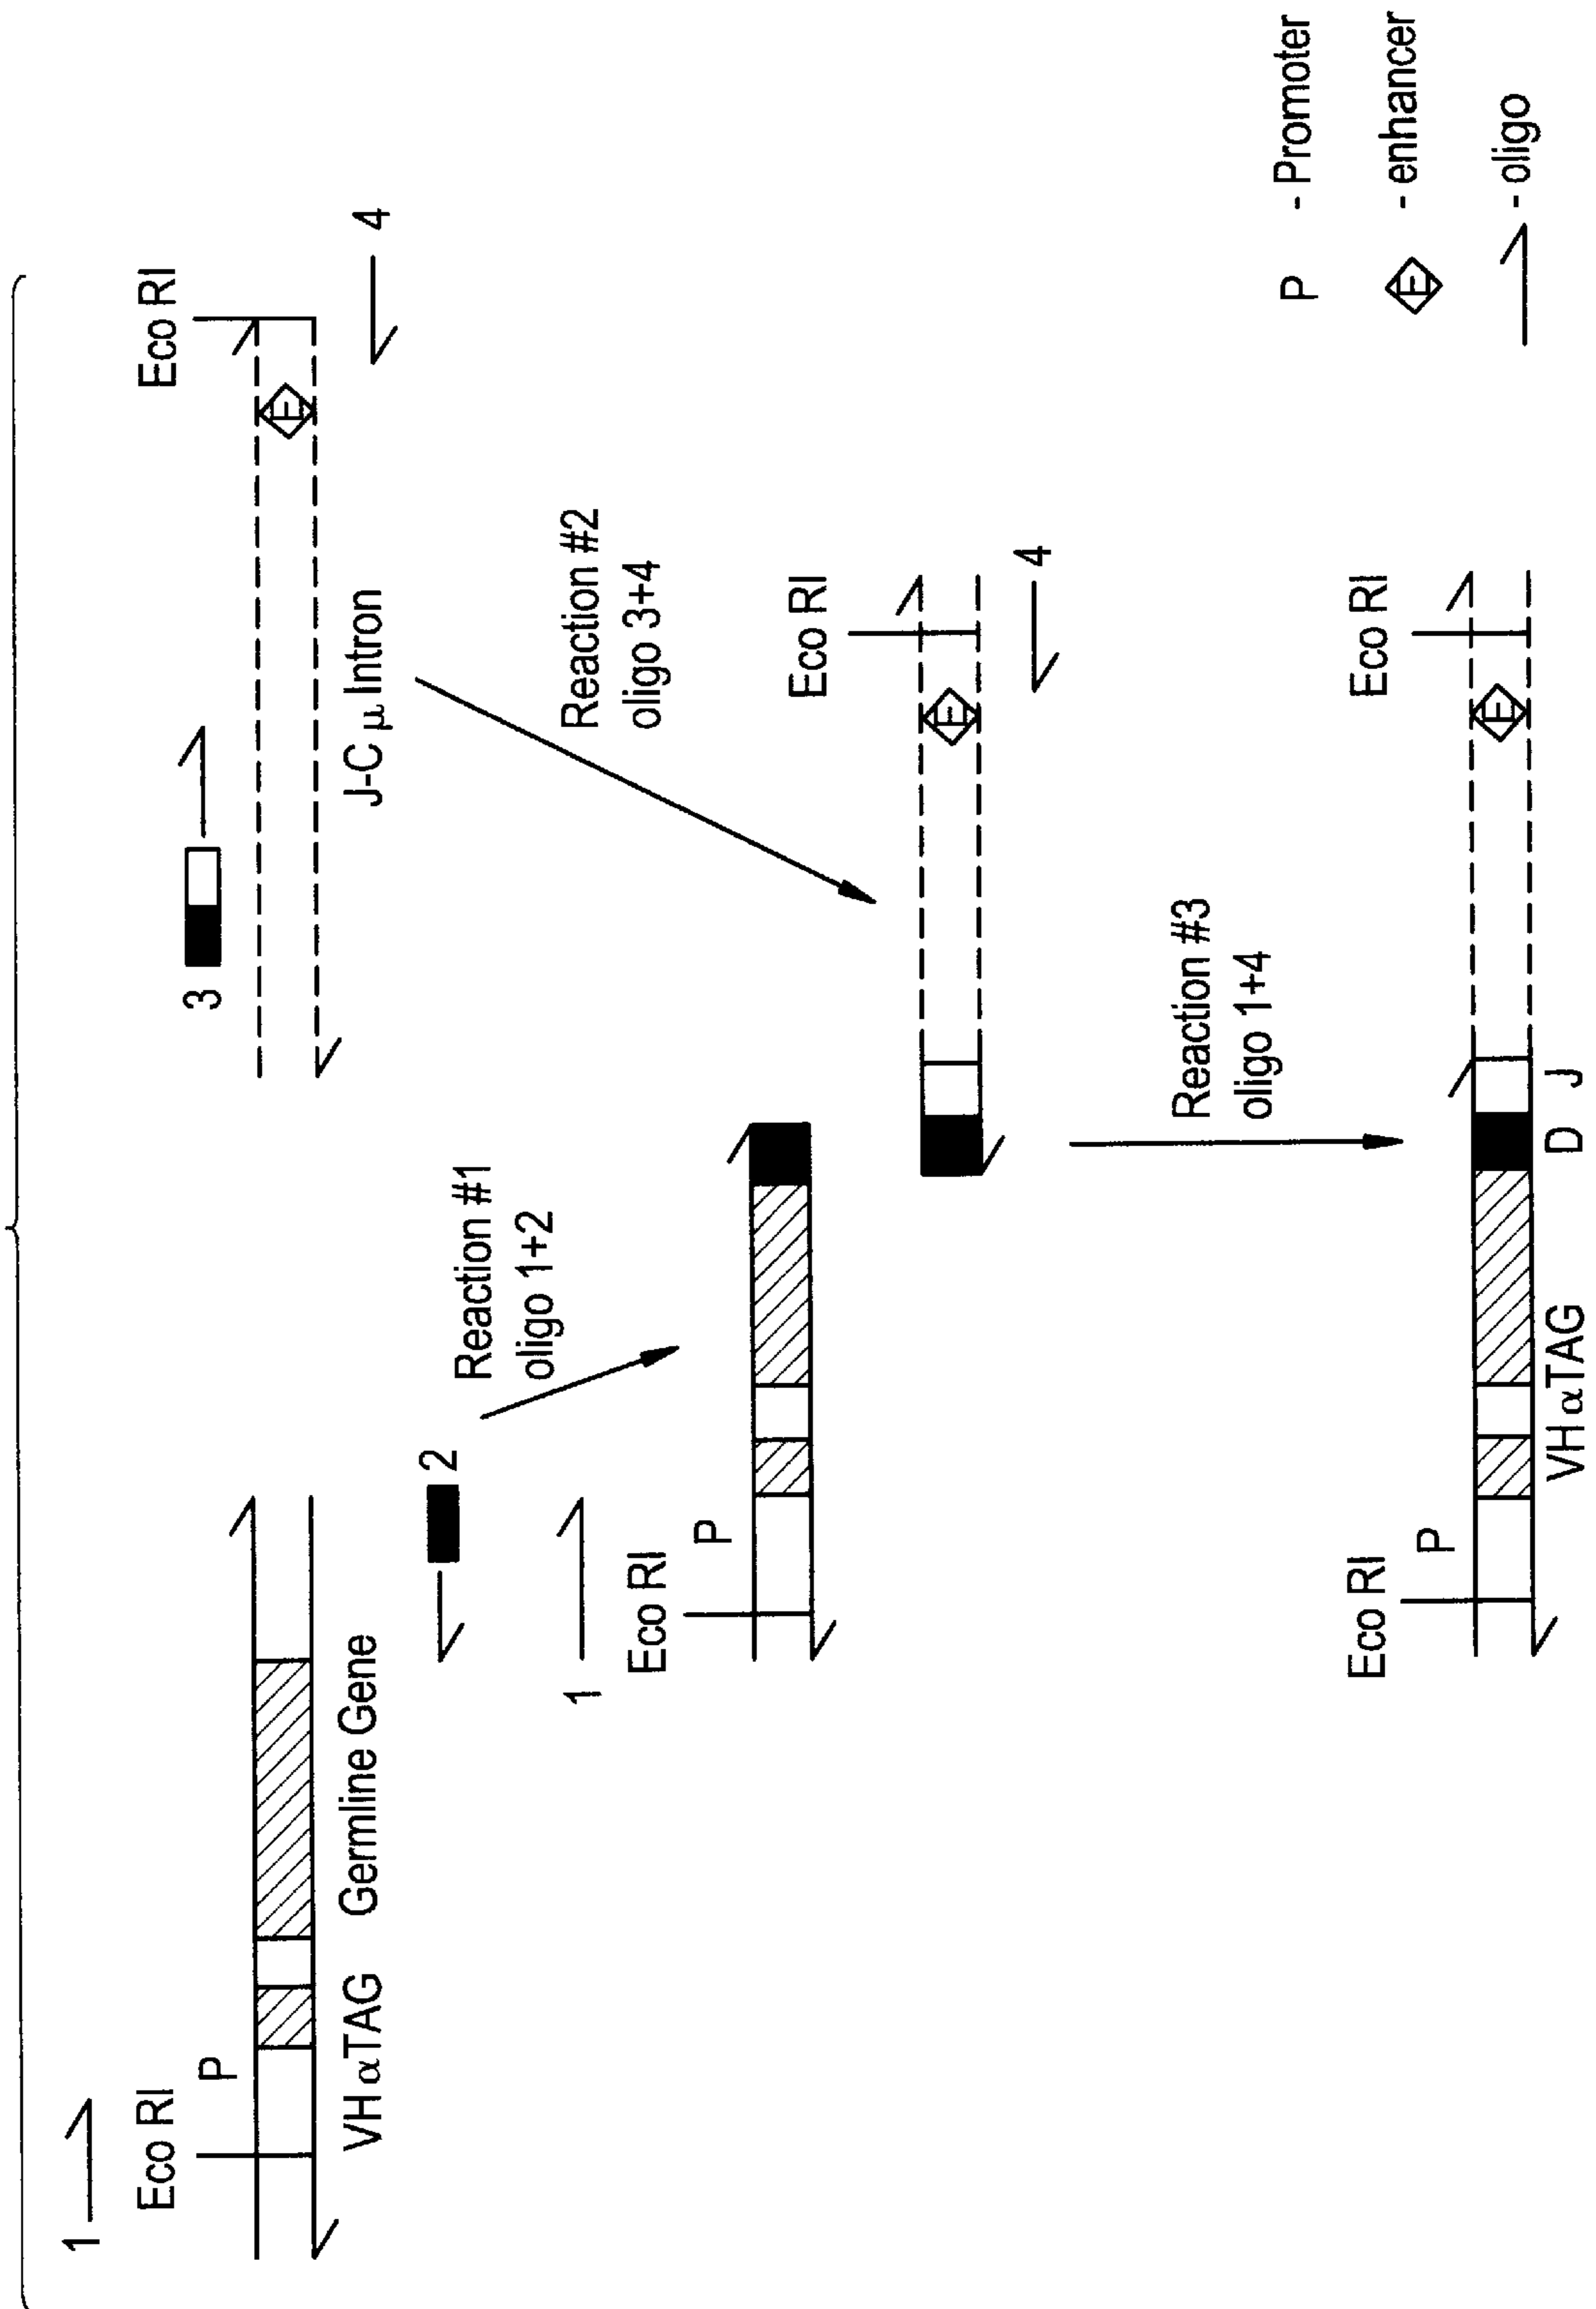 1
Eco RI
P
VH αTAG Germline Gene
3
Eco RI
E
J-C μ Intron
4
2
Reaction #1
oligo 1+2
Reaction #2
oligo 3+4
1
Eco RI
P
Eco RI
E
4
Reaction #3
oligo 1+4
Eco RI
P
Eco RI
E
VH αTAG D J
P - Promoter
E - enhancer
- oligo